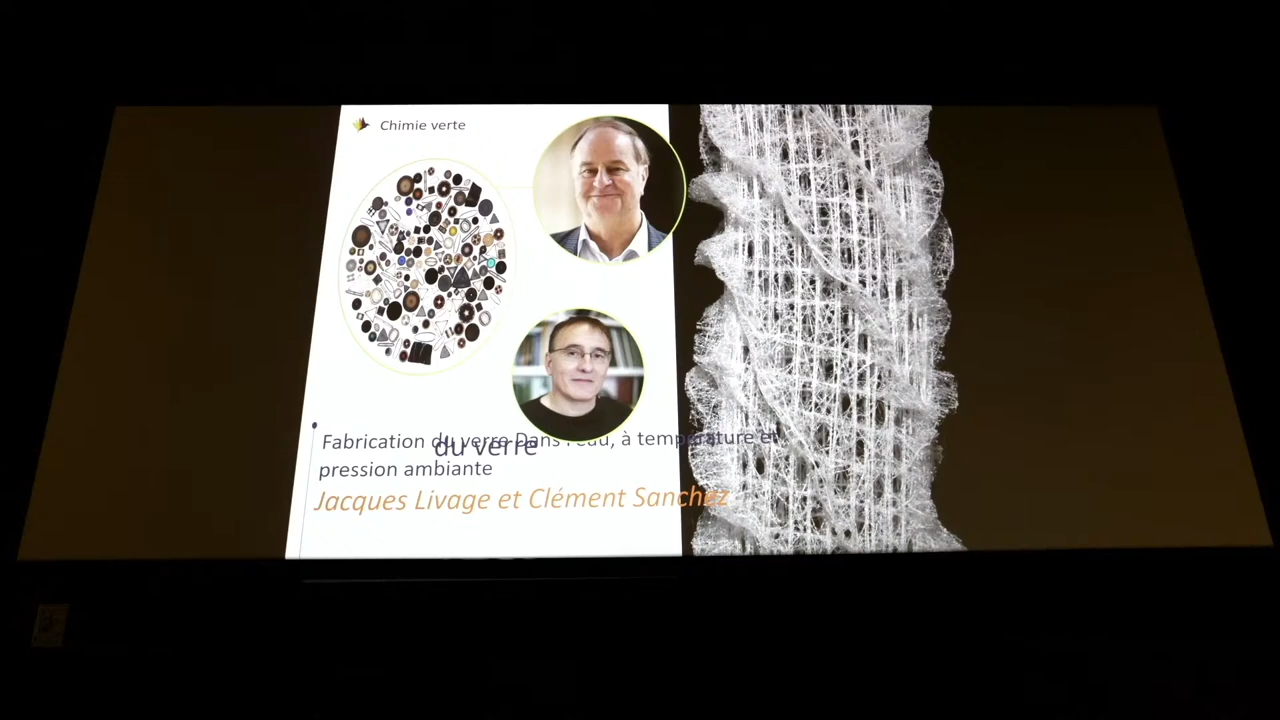 Chimie verte
Fabrication du verre Dans l'eau, à température et
du verre
pression ambiante
Jacques Livage et Clément Sanchez